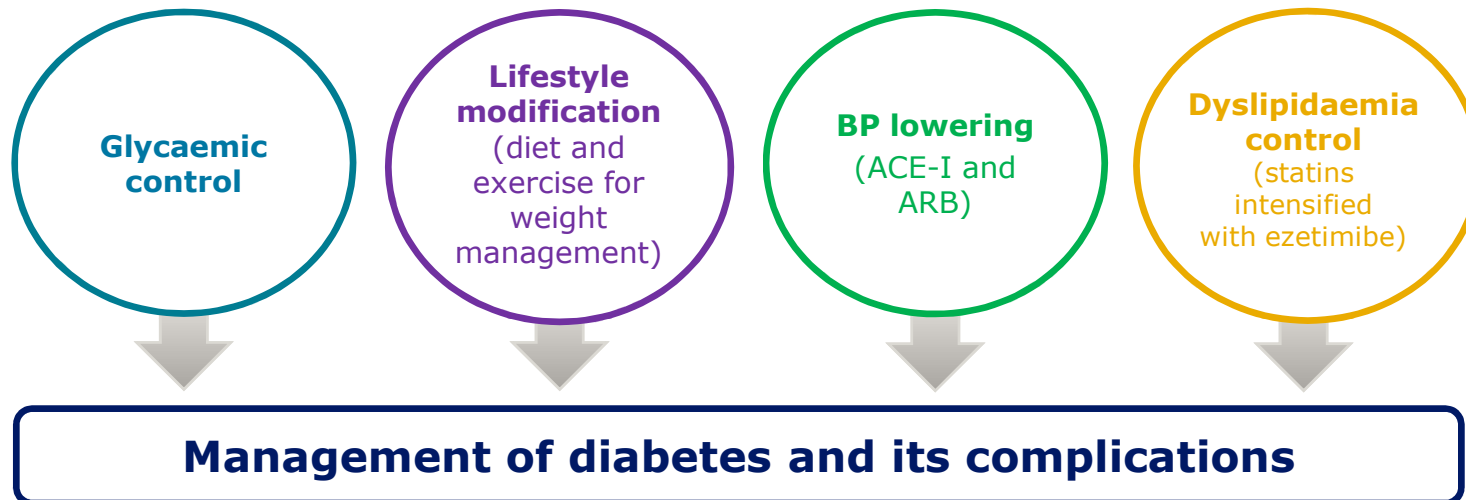 Glycaemic
control
Lifestyle
modification
(diet and
exercise for
weight
management)
BP lowering
(ACE-I and
ARB)
Dyslipidaemia
control
(statins
intensified
with ezetimibe)
Management of diabetes and its complications